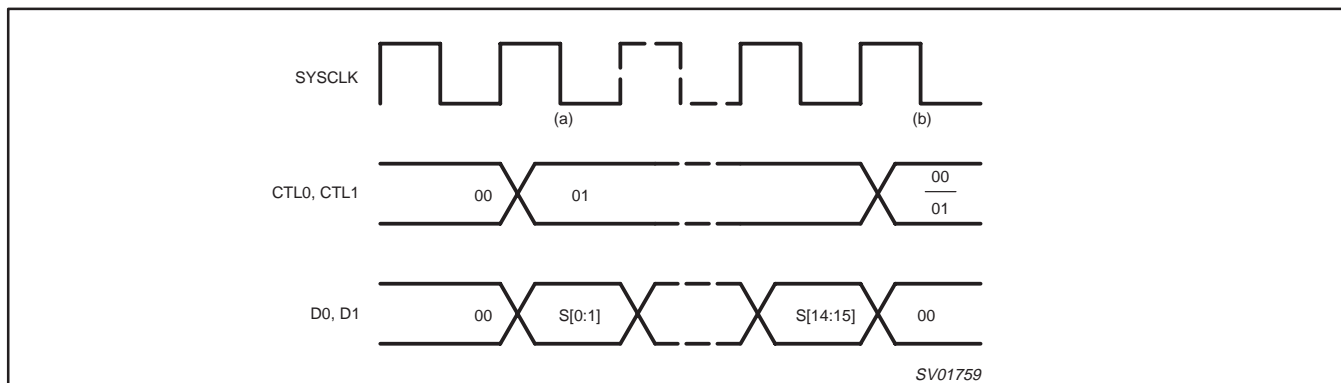 SYSCLK
(a)
(b)
CTL0, CTL1
00
01
00
01
D0, D1
00
S[0:1]
S[14:15]
00
SV01759